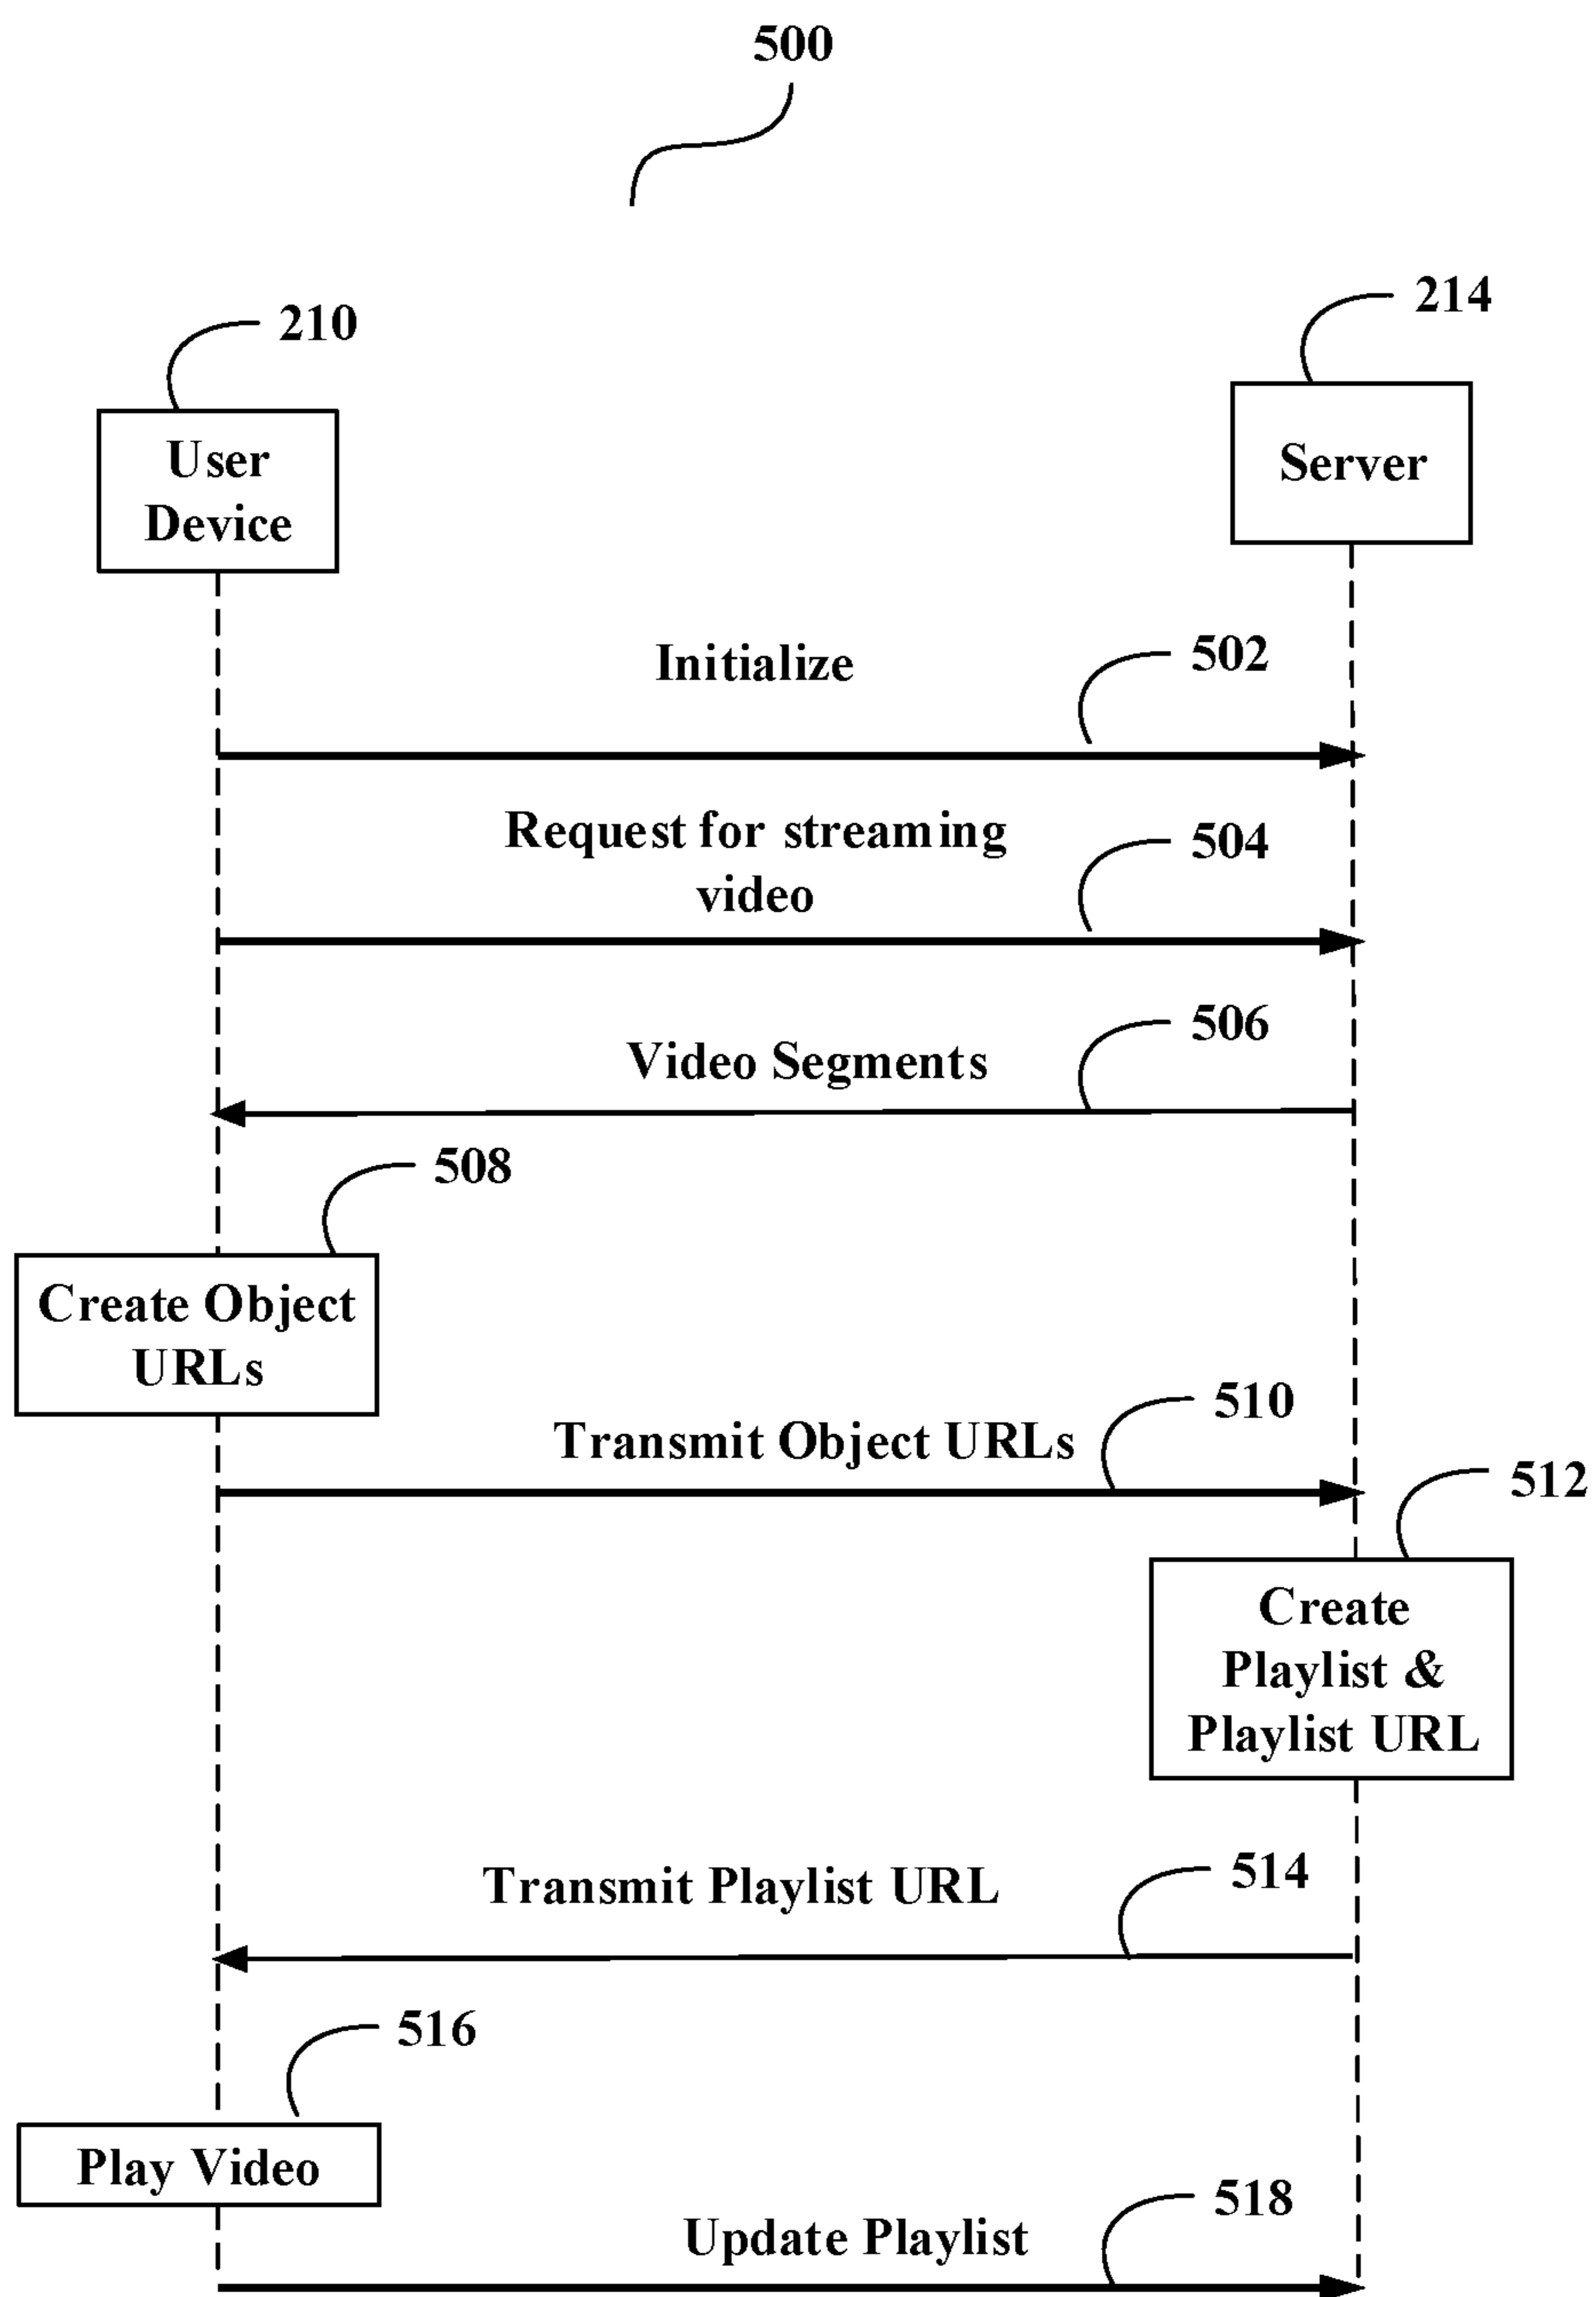 500
210
214
User
Device
Server
Initialize
502
Request for streaming
video
504
506
Video Segments
508
Create Object
URLs
510
Transmit Object URLs
512
Create
Playlist &
Playlist URL
514
Transmit Playlist URL
516
Play Video
518
Update Playlist